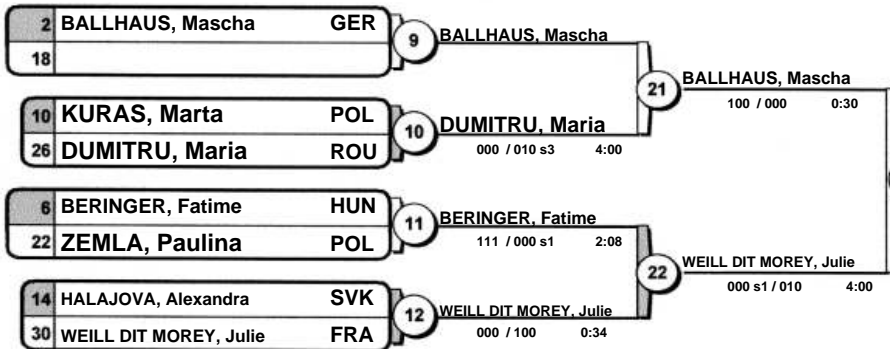 2 BALLHAUS, Mascha GER
18
9
BALLHAUS, Mascha
10 KURAS, Marta POL
26 DUMITRU, Maria ROU
10
DUMITRU, Maria
000 / 010 s3 4:00
21
BALLHAUS, Mascha
100 / 000 0:30
6 BERINGER, Fatime HUN
22 ZEMLA, Paulina POL
11
BERINGER, Fatime
111 / 000 s1 2:08
14 HALAJOVA, Alexandra SVK
30 WEILL DIT MOREY, Julie FRA
12
WEILL DIT MOREY, Julie
000 / 100 0:34
22
WEILL DIT MOREY, Julie
000 s1 / 010 4:00